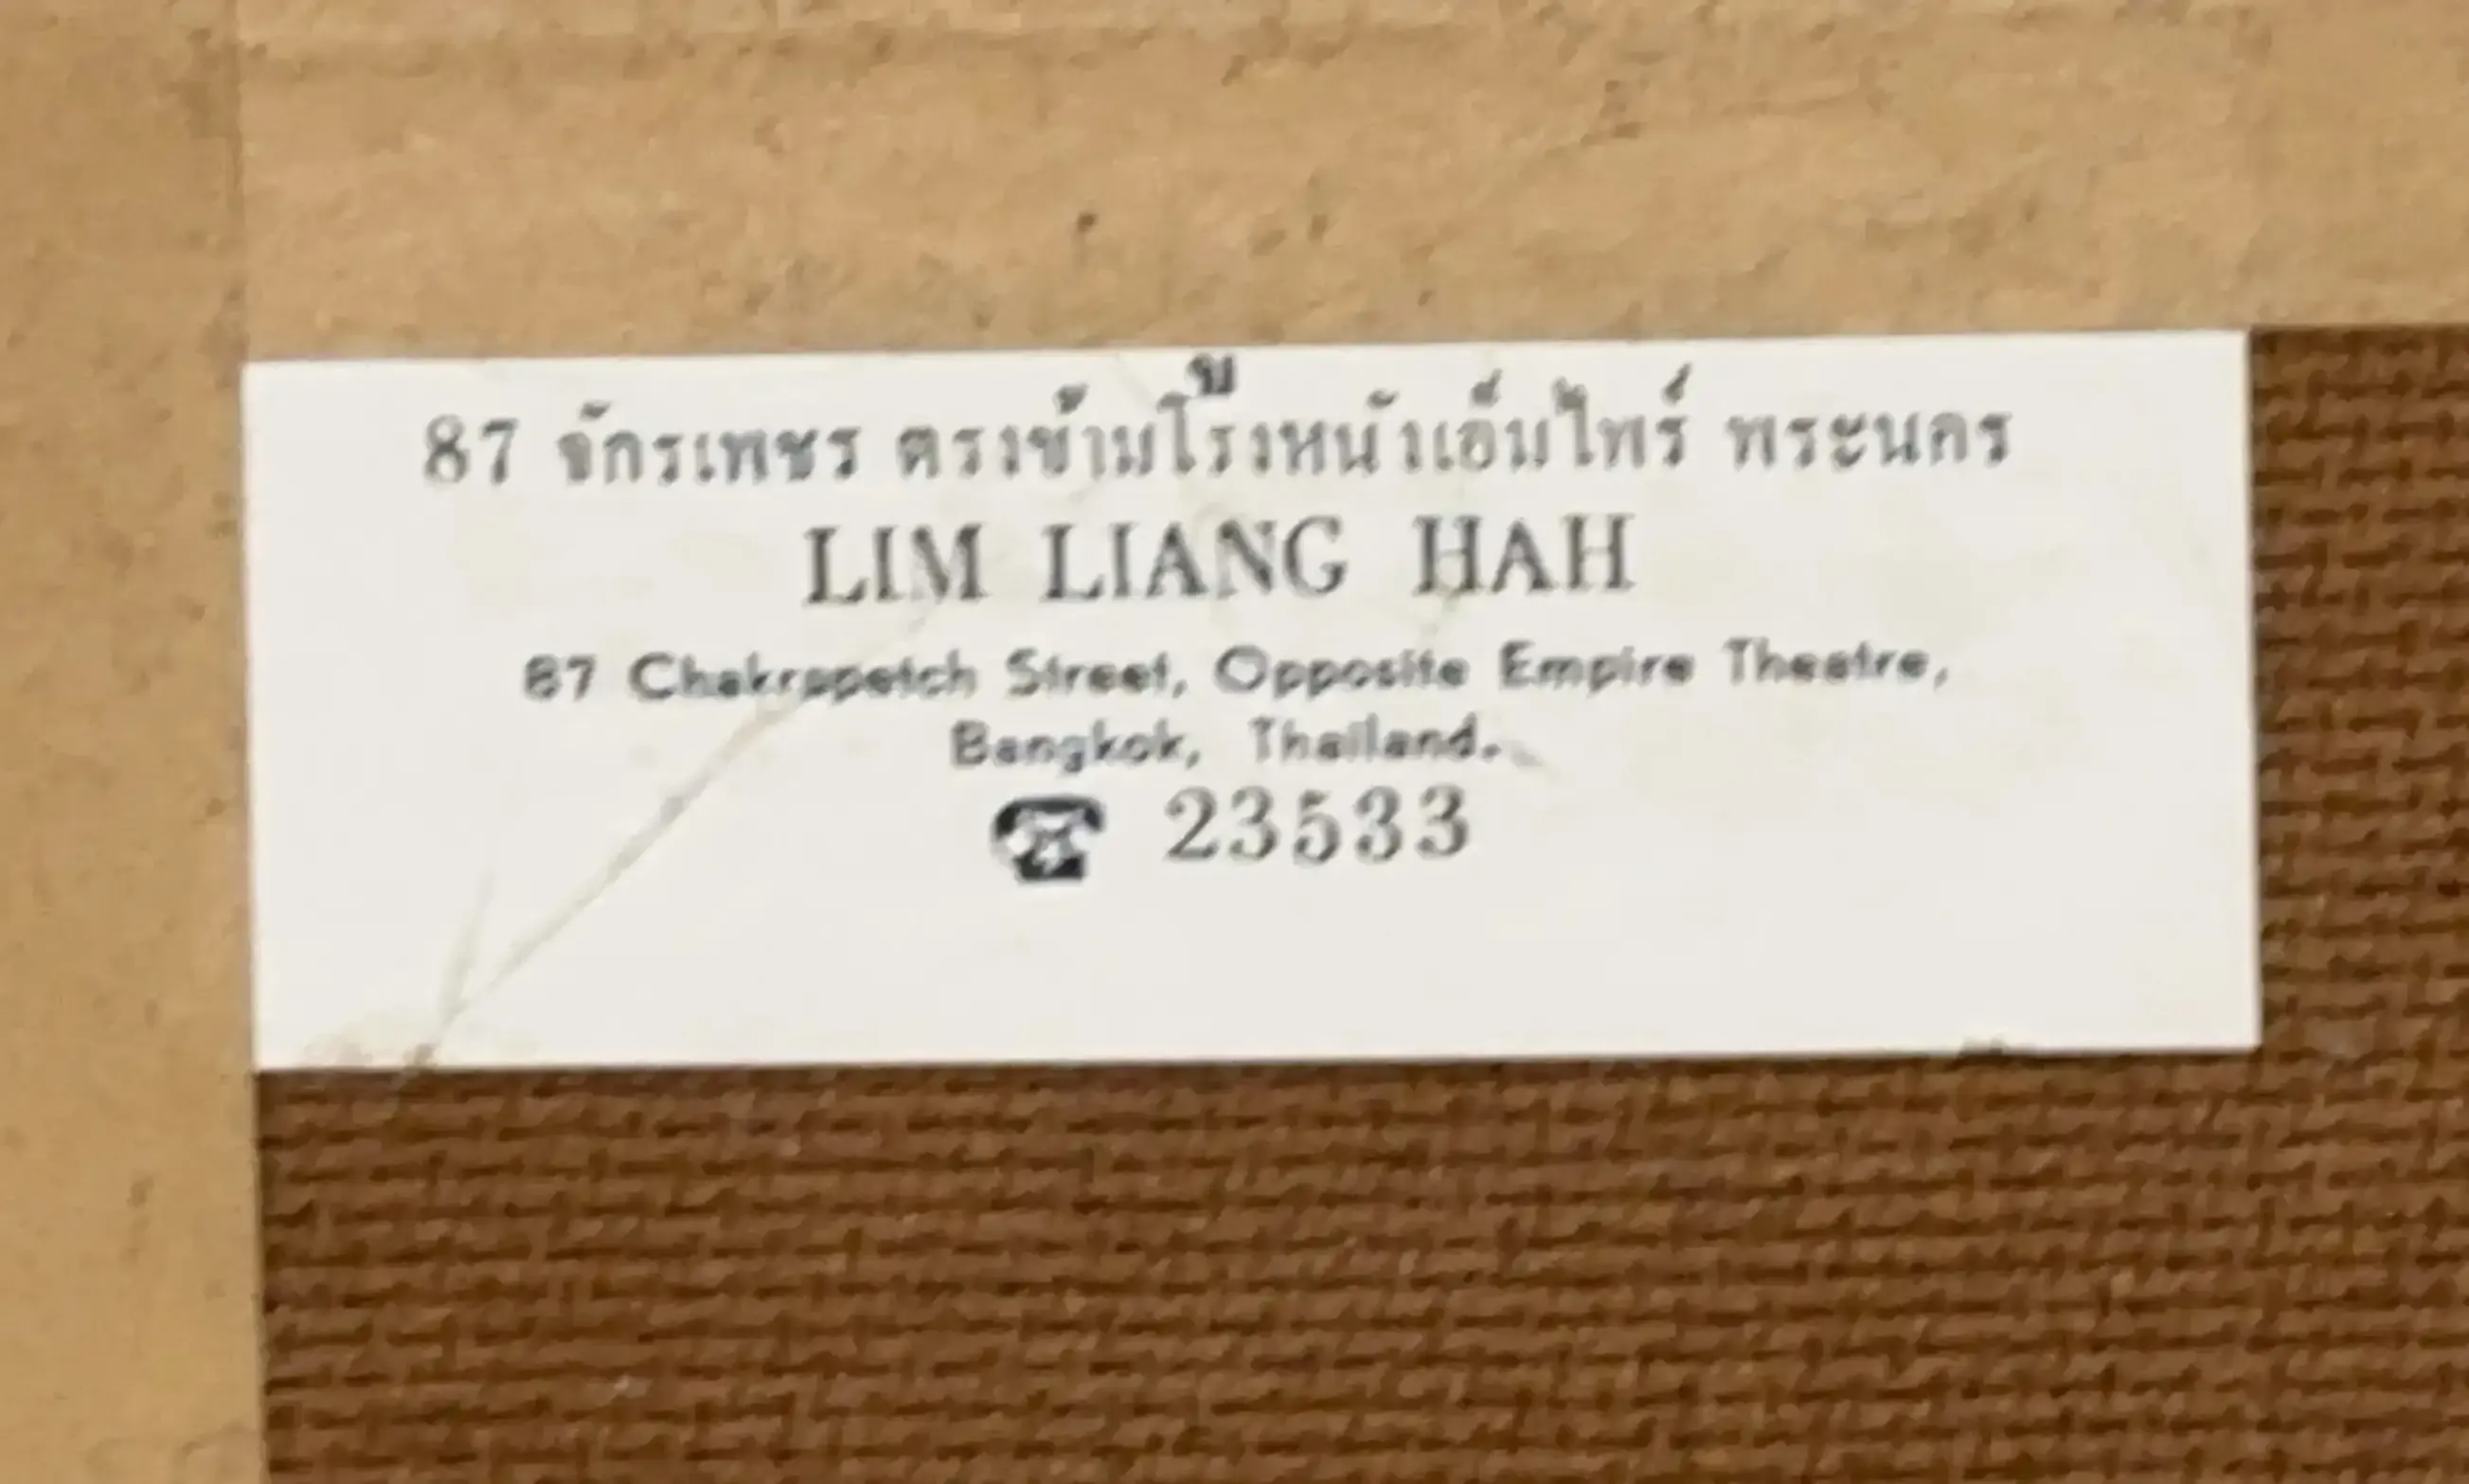 87 จักรเพชร ตรงข้ามโรงหนังเอ็มไพร์ พระนคร
LIM LIANG HAH
87 Chakrapetch Street, Opposite Empire Theatre,
Bangkok, Thailand.
☎ 23533